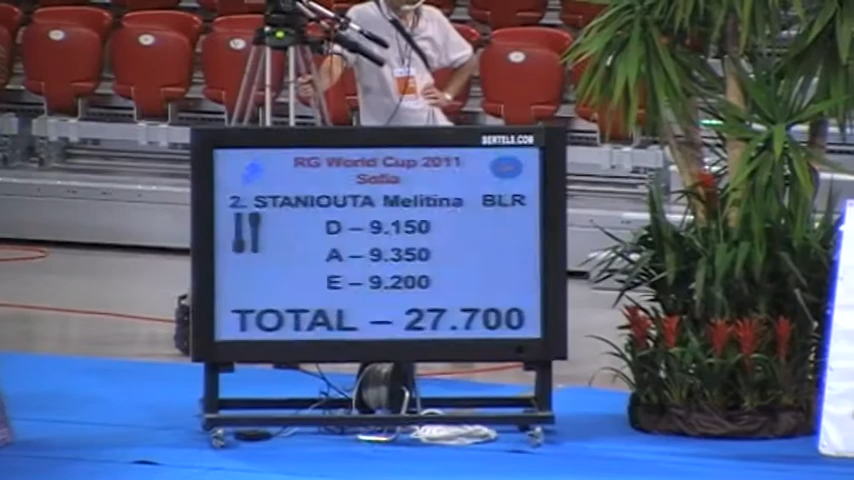 SERTELE.COM
RG World Cup 2011
Sofia
2. STANIOUTA Melitina BLR
D – 9.150
A – 9.350
E – 9.200
TOTAL – 27.700